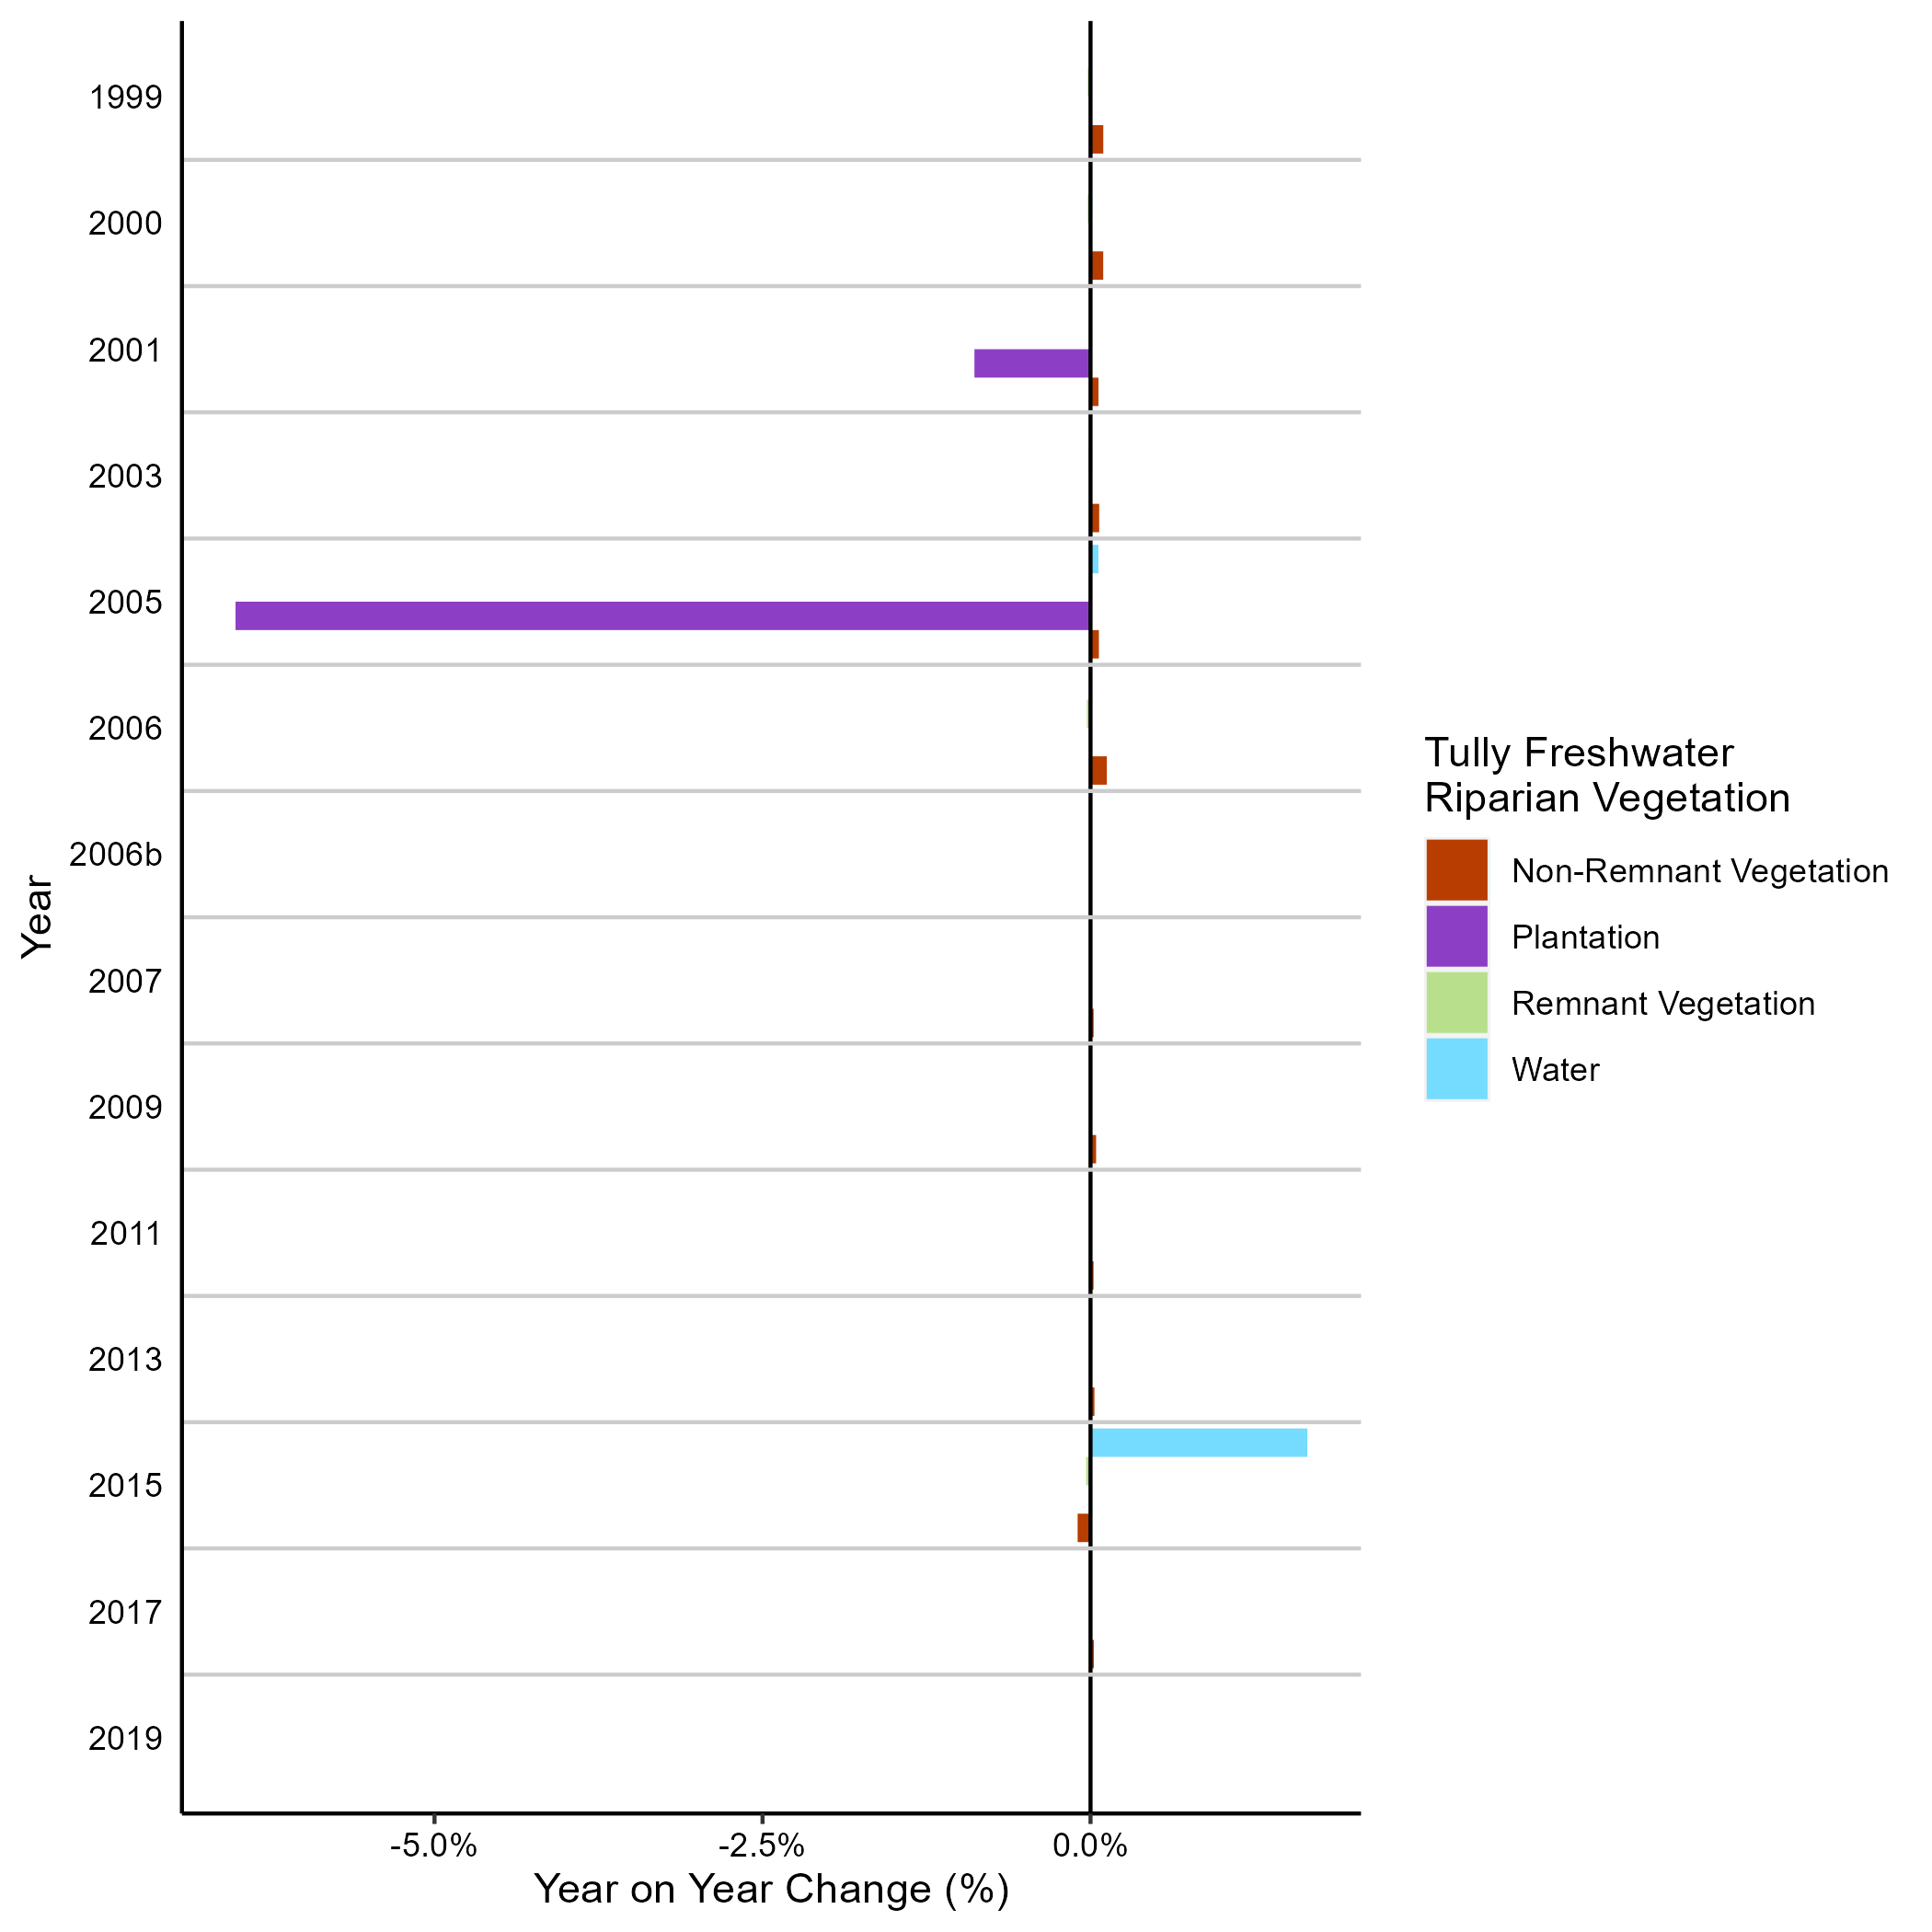 1999
2000
2001
2003
2005
2006
2006b
2007
2009
2011
2013
2015
2017
2019
Year
-5.0%
-2.5%
0.0%
Year on Year Change (%)
Tully Freshwater
Riparian Vegetation
Non-Remnant Vegetation
Plantation
Remnant Vegetation
Water